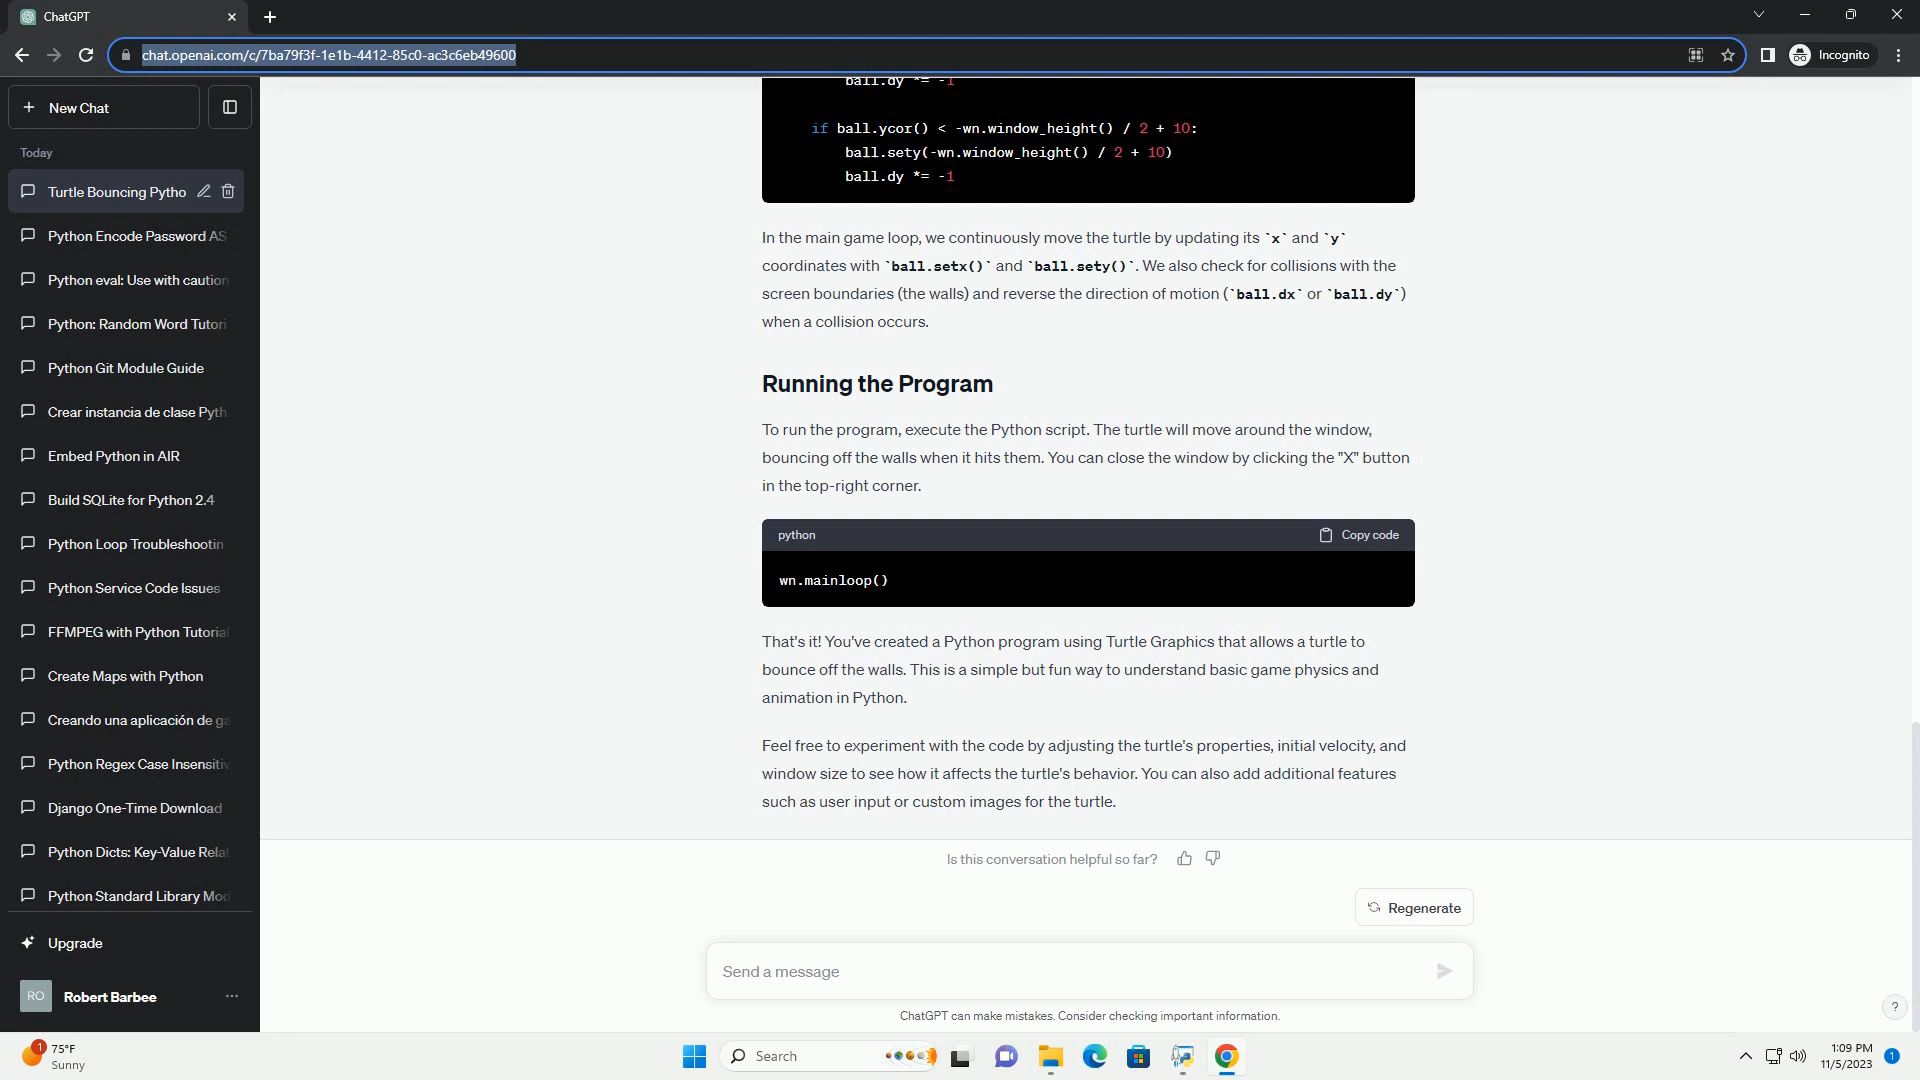 ChatGPT
chat.openai.com/c/7ba79f3f-1e1b-4412-85c0-ac3c6eb49600
Incognito
New Chat
Today
Turtle Bouncing Pytho
Python Encode Password AS
Python eval: Use with caution
Python: Random Word Tutori
Python Git Module Guide
Crear instancia de clase Pyth
Embed Python in AIR
Build SQLite for Python 2.4
Python Loop Troubleshootin
Python Service Code Issues
FFMPEG with Python Tutorial
Create Maps with Python
Creando una aplicación de ga
Python Regex Case Insensitiv
Django One-Time Download
Python Dicts: Key-Value Relat
Python Standard Library Mod
Upgrade
RO Robert Barbee
ball.dy *= -1
if ball.ycor() < -wn.window_height() / 2 + 10:
ball.sety(-wn.window_height() / 2 + 10)
ball.dy *= -1
In the main game loop, we continuously move the turtle by updating its `x` and `y`
coordinates with `ball.setx()` and `ball.sety()`. We also check for collisions with the
screen boundaries (the walls) and reverse the direction of motion (`ball.dx` or `ball.dy`)
when a collision occurs.
Running the Program
To run the program, execute the Python script. The turtle will move around the window,
bouncing off the walls when it hits them. You can close the window by clicking the "X" button
in the top-right corner.
python Copy code
wn.mainloop()
That's it! You've created a Python program using Turtle Graphics that allows a turtle to
bounce off the walls. This is a simple but fun way to understand basic game physics and
animation in Python.
Feel free to experiment with the code by adjusting the turtle's properties, initial velocity, and
window size to see how it affects the turtle's behavior. You can also add additional features
such as user input or custom images for the turtle.
Is this conversation helpful so far?
Regenerate
Send a message
ChatGPT can make mistakes. Consider checking important information.
?
1
75°F
Sunny
Search
1:09 PM
11/5/2023
1